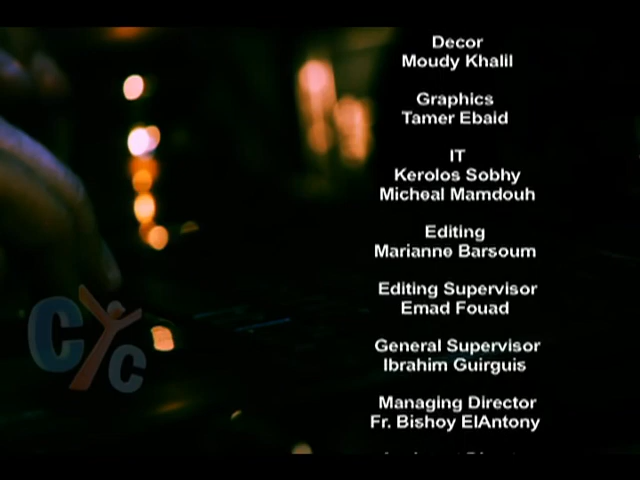 Decor
Moudy Khalil
Graphics
Tamer Ebaid
IT
Kerolos Sobhy
Micheal Mamdouh
Editing
Marianne Barsoum
Editing Supervisor
Emad Fouad
General Supervisor
Ibrahim Guirguis
Managing Director
Fr. Bishoy ElAntony
CYC